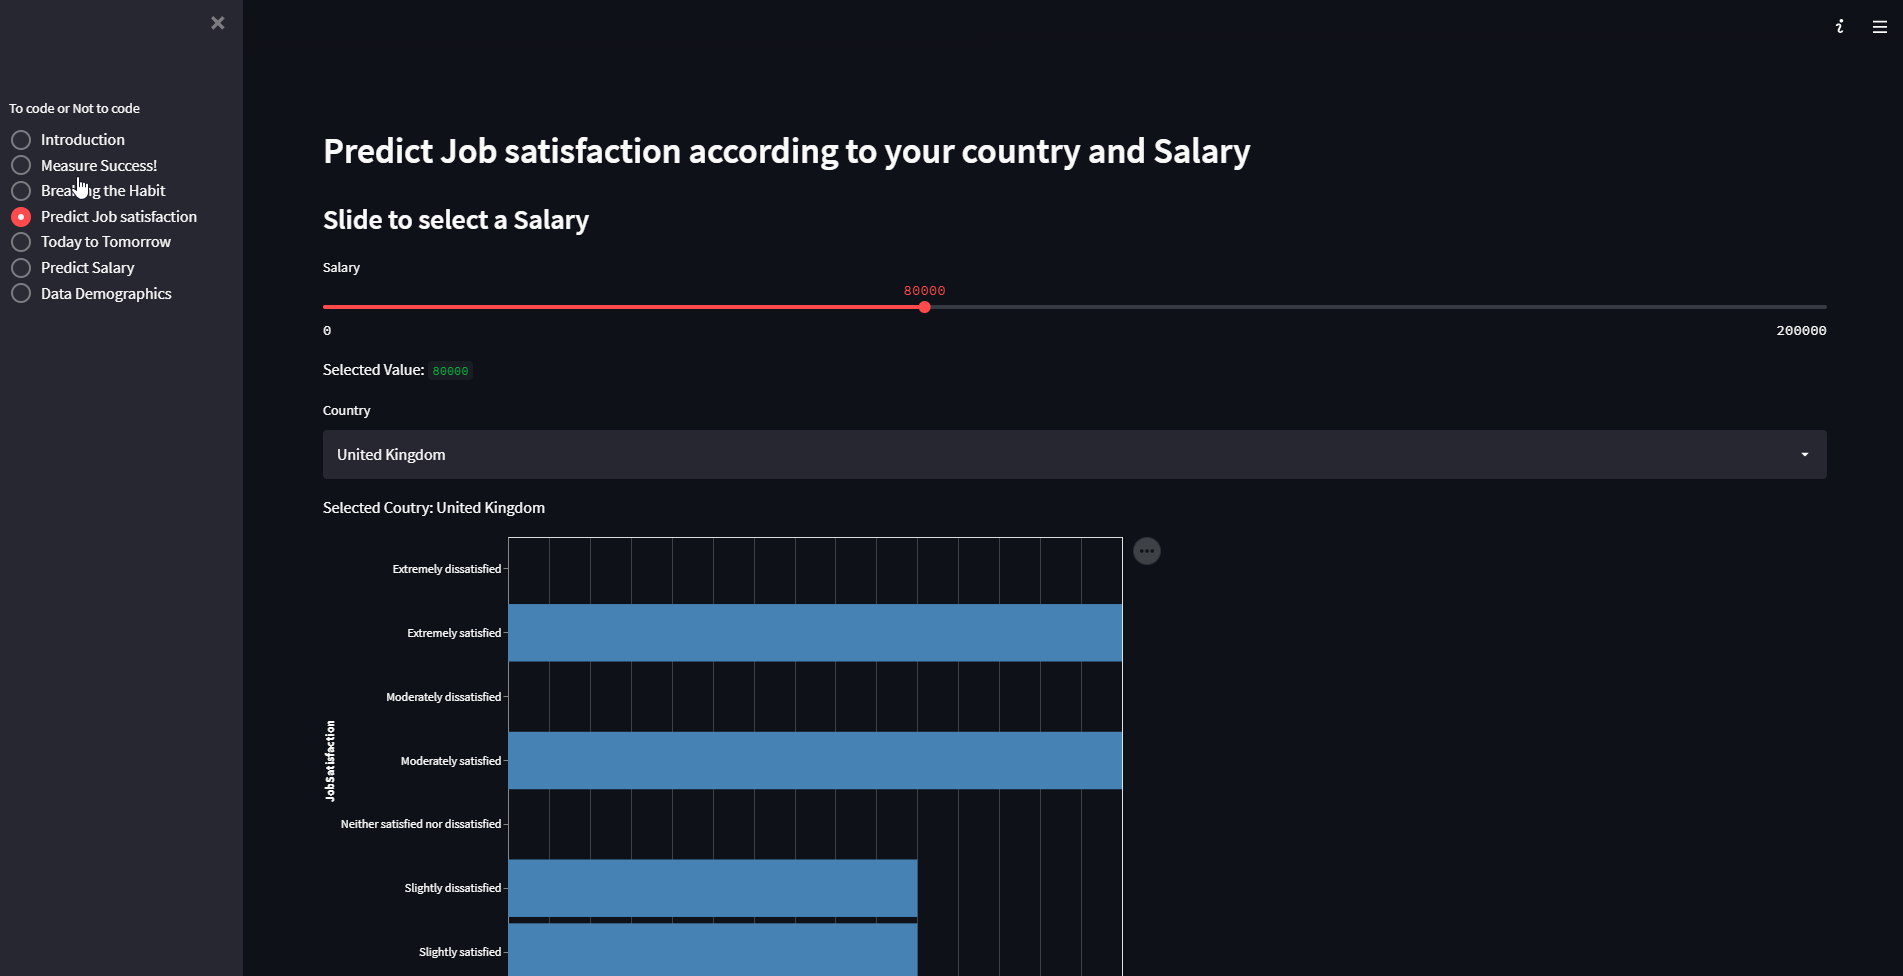 To code or Not to code
Introduction
Measure Success!
Breaking the Habit
Predict Job satisfaction
Today to Tomorrow
Predict Salary
Data Demographics
Predict Job satisfaction according to your country and Salary
Slide to select a Salary
Salary
80000
0 200000
Selected Value: 80000
Country
United Kingdom
Selected Coutry: United Kingdom
Extremely dissatisfied
Extremely satisfied
Moderately dissatisfied
Moderately satisfied
Neither satisfied nor dissatisfied
Slightly dissatisfied
Slightly satisfied
JobSatisfaction